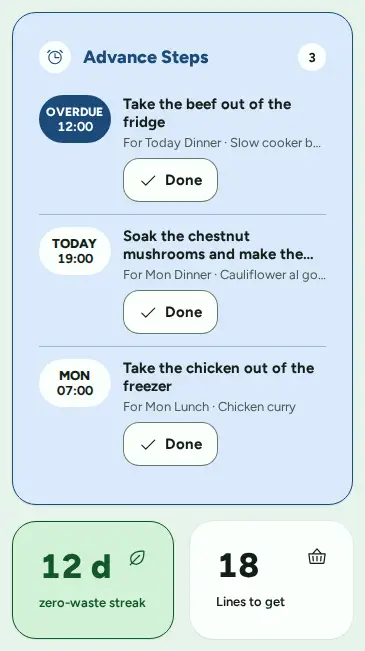 Advance Steps
3
OVERDUE
12:00
Take the beef out of the
fridge
For Today Dinner · Slow cooker b...
Done
TODAY
19:00
Soak the chestnut
mushrooms and make the...
For Mon Dinner · Cauliflower al go...
Done
MON
07:00
Take the chicken out of the
freezer
For Mon Lunch · Chicken curry
Done
12 d
zero-waste streak
18
Lines to get